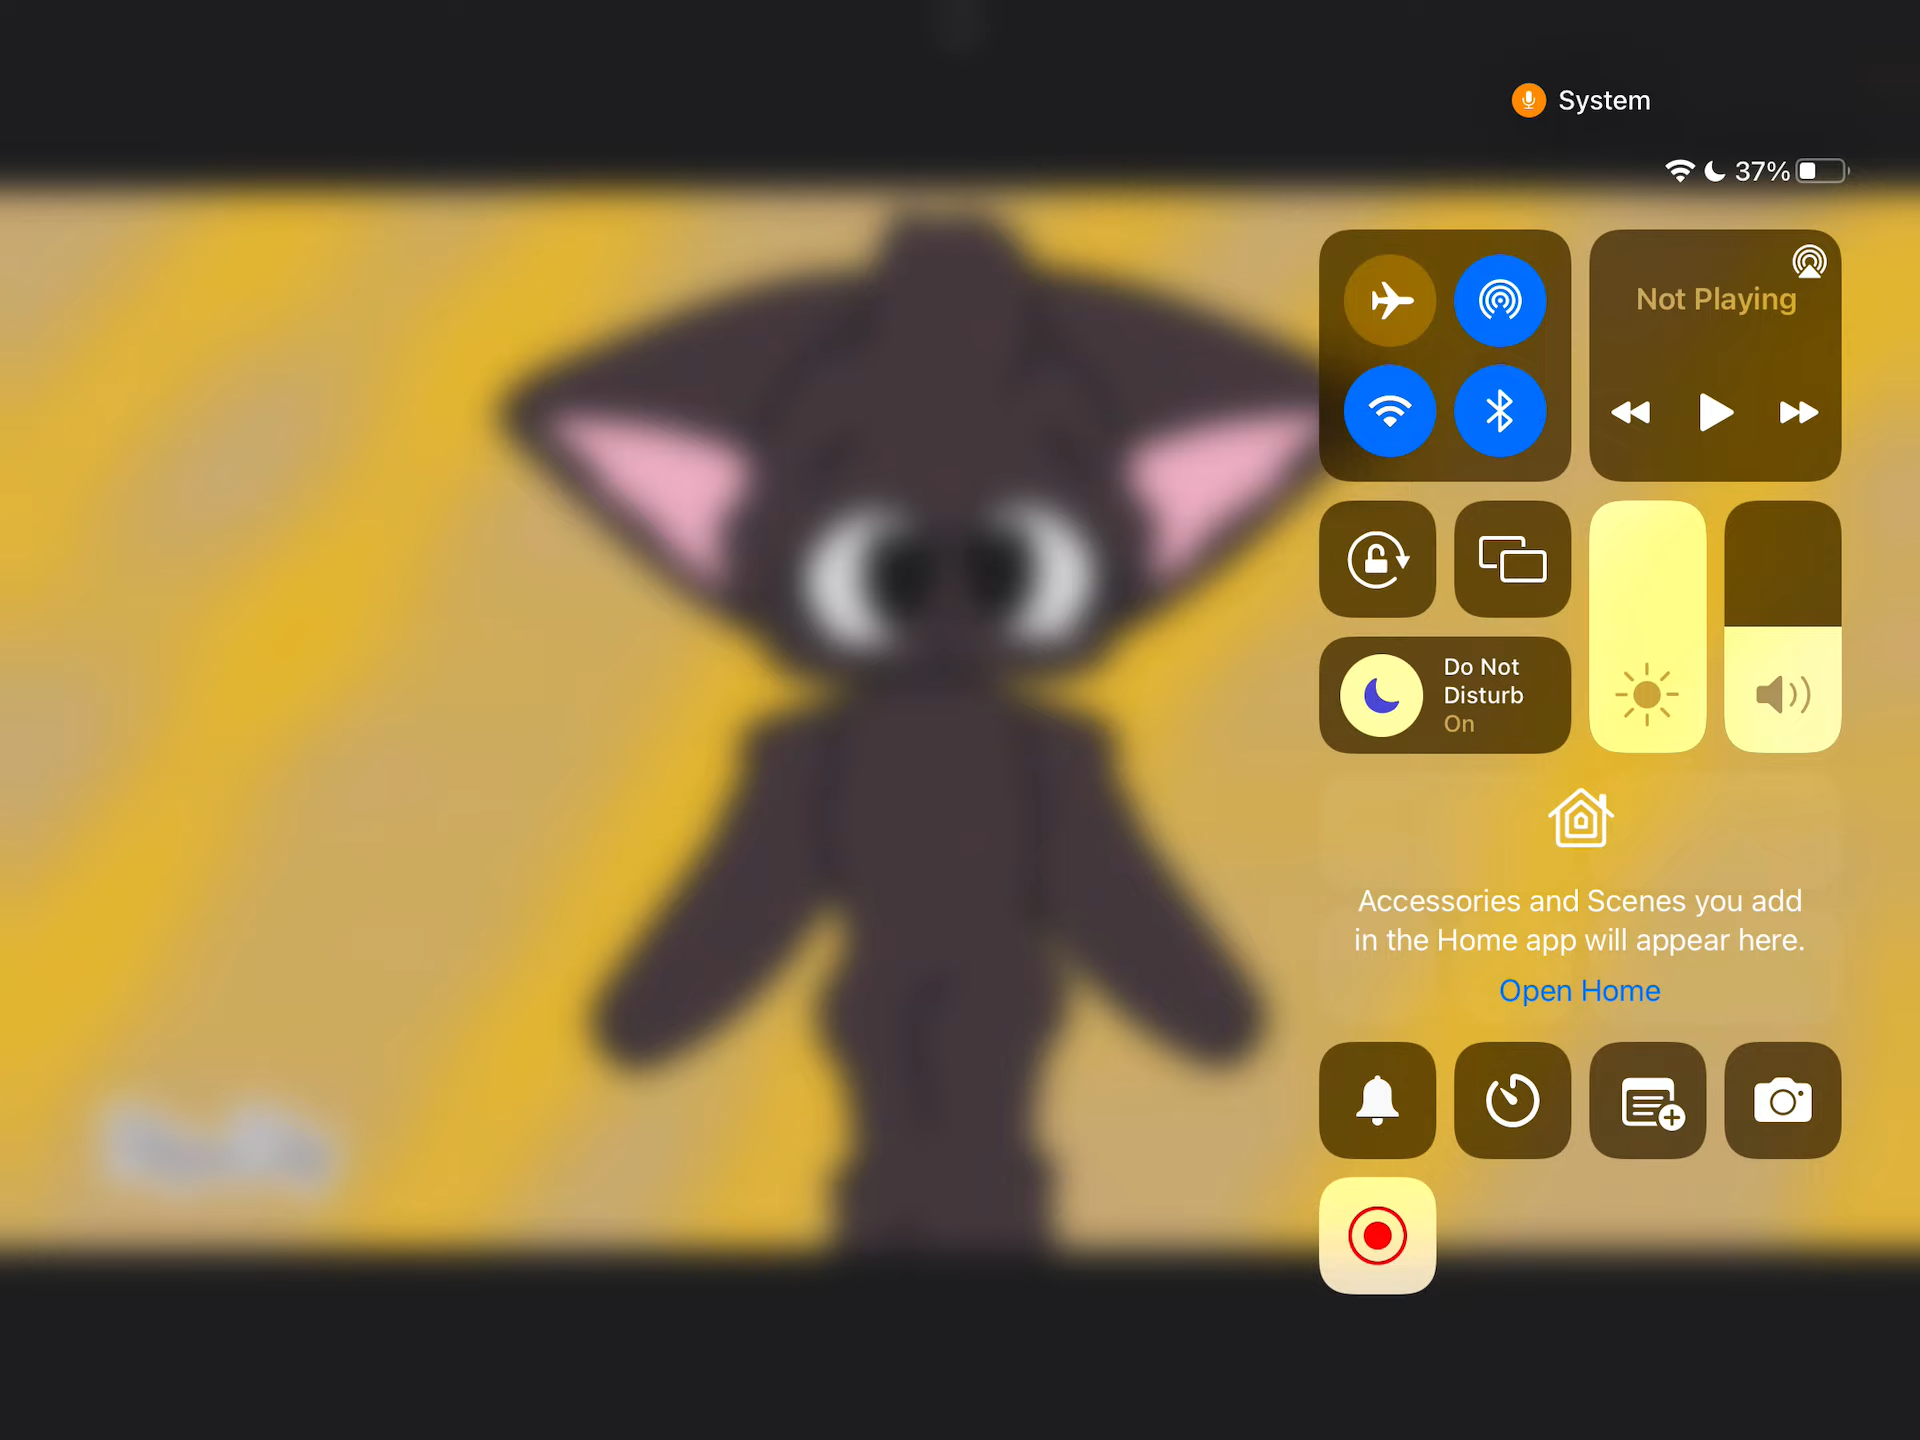 System
37%
Not Playing
Do Not
Disturb
On
Accessories and Scenes you add
in the Home app will appear here.
Open Home